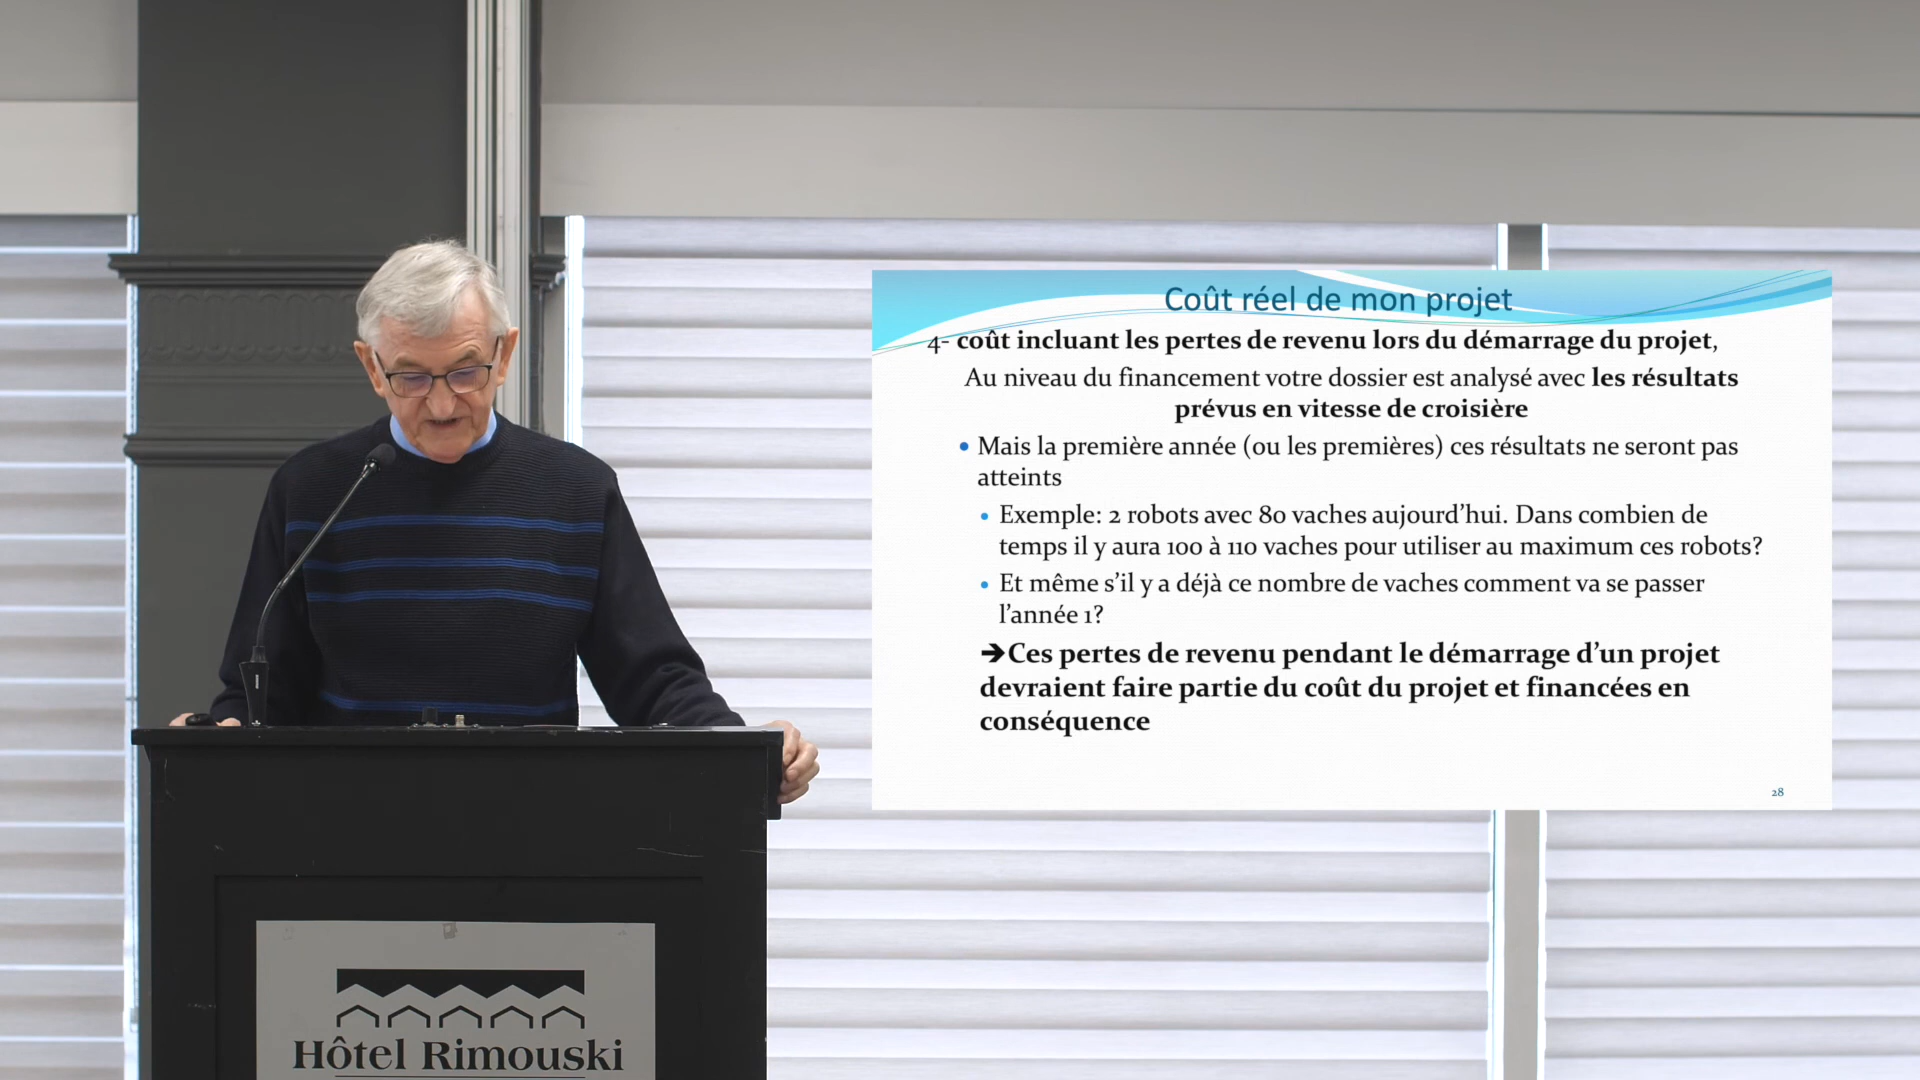 Coût réel de mon projet
4- coût incluant les pertes de revenu lors du démarrage du projet,
Au niveau du financement votre dossier est analysé avec les résultats
prévus en vitesse de croisière
• Mais la première année (ou les premières) ces résultats ne seront pas
atteints
• Exemple: 2 robots avec 80 vaches aujourd’hui. Dans combien de
temps il y aura 100 à 110 vaches pour utiliser au maximum ces robots?
• Et même s’il y a déjà ce nombre de vaches comment va se passer
l’année 1?
➔Ces pertes de revenu pendant le démarrage d’un projet
devraient faire partie du coût du projet et financées en
conséquence
28
Hôtel Rimouski